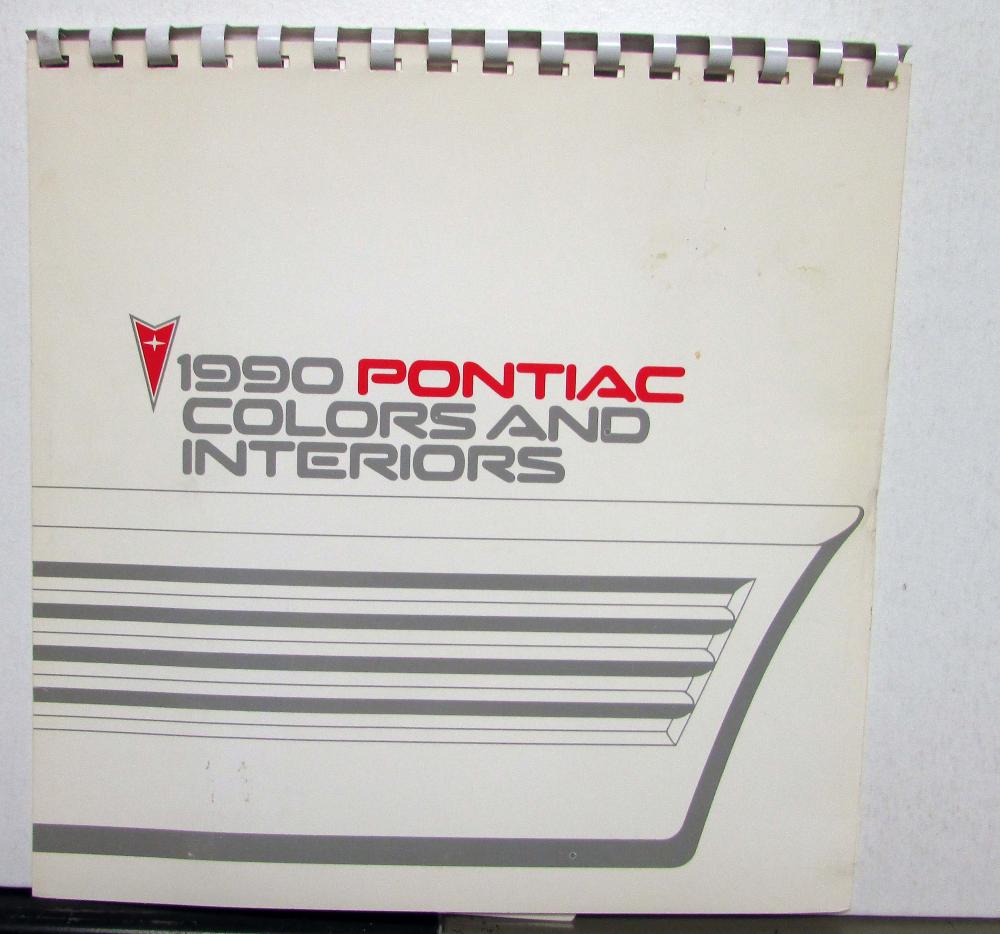 1990 PONTIAC
COLORS AND
INTERIORS